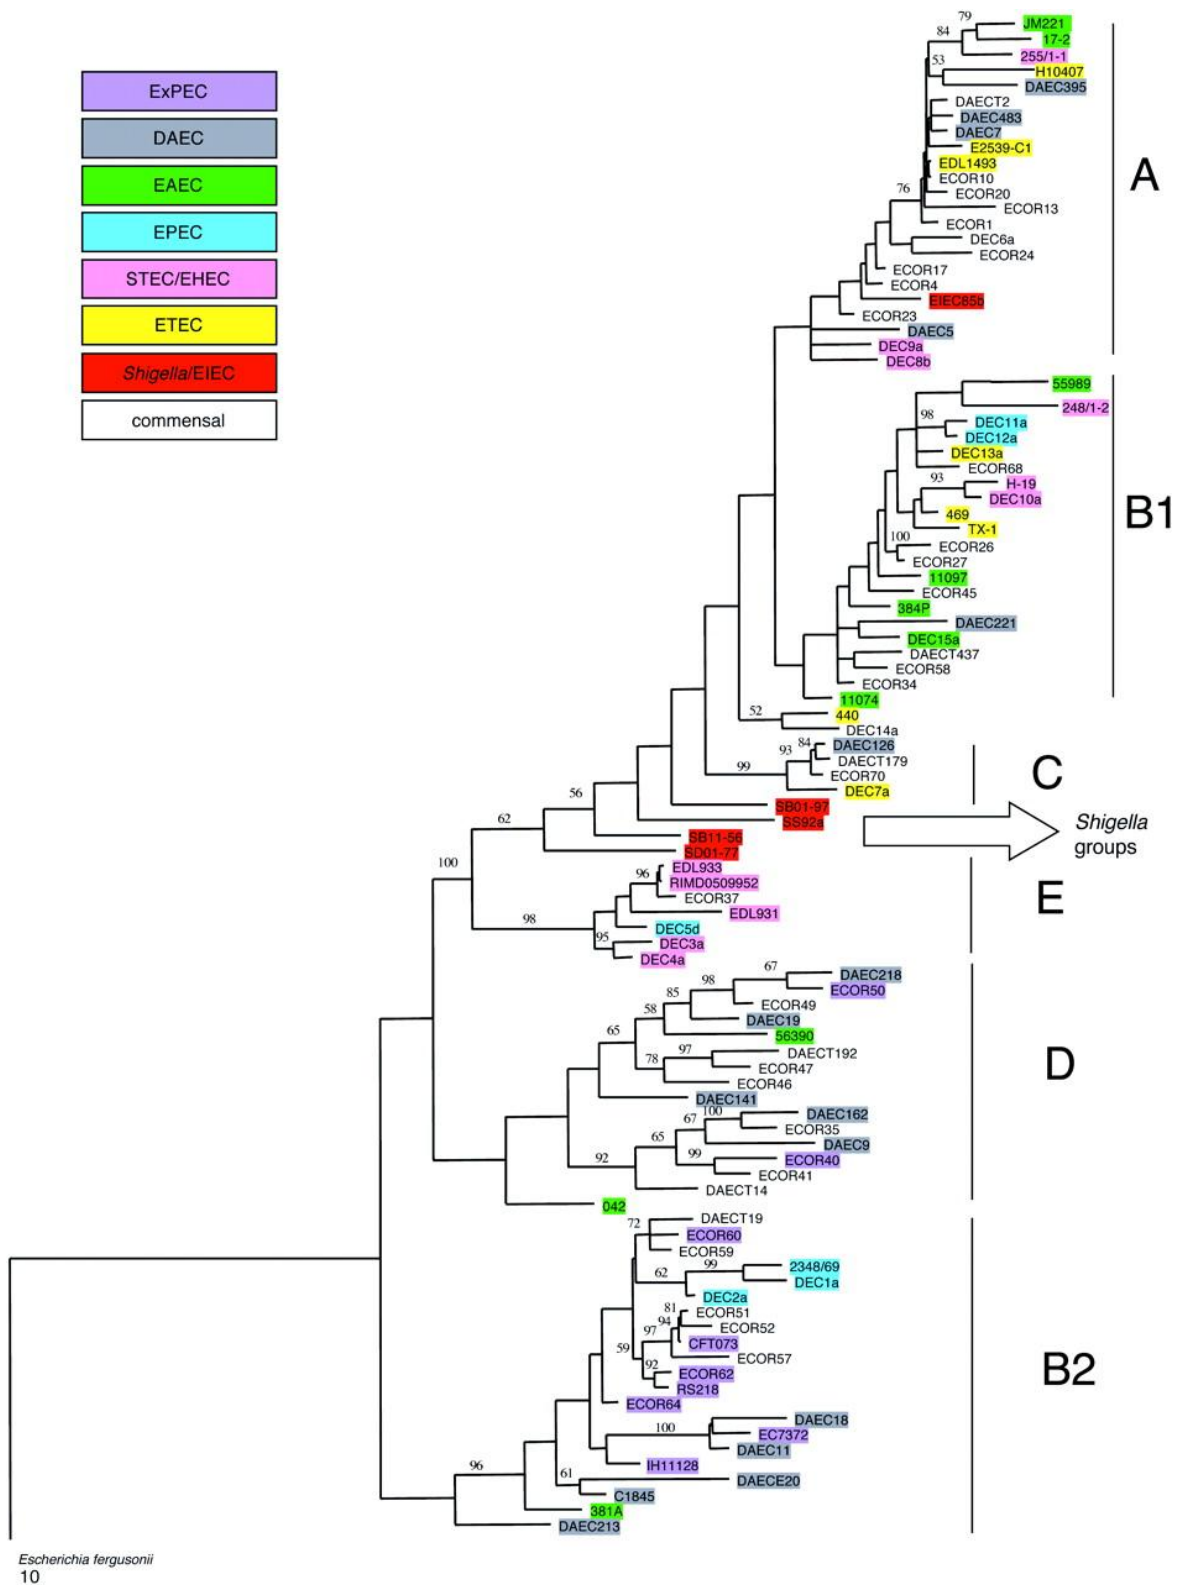 ExPEC
DAEC
EAEC
EPEC
STEC/EHEC
ETEC
Shigella/EIEC
commensal
79
JM221
84
17-2
255/1-1
53
H10407
DAEC395
DAECT2
DAEC483
DAEC7
E2539-C1
EDL1493
ECOR10
76
ECOR20
ECOR13
ECOR1
DEC6a
ECOR24
ECOR17
ECOR4
EIEC85b
ECOR23
DAEC5
DEC9a
DEC8b
A
55989
248/1-2
98
DEC11a
DEC12a
DEC13a
ECOR68
93
H-19
DEC10a
469
TX-1
100
ECOR26
ECOR27
11097
ECOR45
384P
DAEC221
DEC15a
DAECT437
ECOR58
ECOR34
11074
B1
52
440
DEC14a
84
DAEC126
93
DAECT179
99
ECOR70
DEC7a
C
SB01-97
56
SS92a
62
SB11-56
SD01-77
Shigella
groups
100
EDL933
96
RIMD0509952
ECOR37
98
EDL931
DEC5d
95
DEC3a
DEC4a
E
67
DAEC218
98
ECOR50
85
ECOR49
58
DAEC19
65
56390
97
DAECT192
78
ECOR47
ECOR46
DAEC141
100
DAEC162
67
ECOR35
65
DAEC9
99
ECOR40
92
ECOR41
DAECT14
042
D
72
DAECT19
ECOR60
ECOR59
99
2348/69
62
DEC1a
DEC2a
81
ECOR51
94
ECOR52
97
CFT073
59
ECOR57
92
ECOR62
RS218
ECOR64
DAEC18
100
EC7372
DAEC11
IH11128
96
61
DAECE20
C1845
381A
DAEC213
B2
Escherichia fergusonii
10